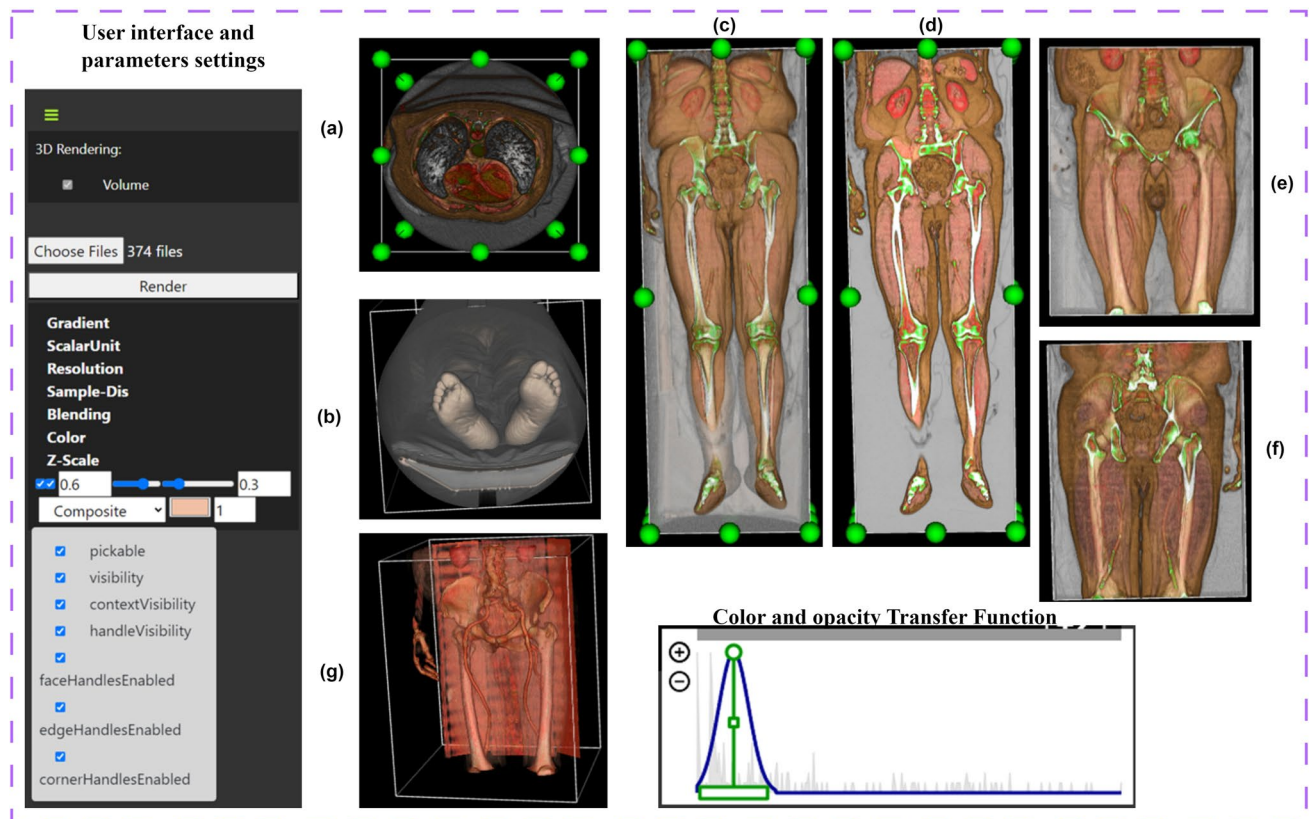 User interface and
parameters settings
3D Rendering:
Volume
Choose Files 374 files
Render
Gradient
ScalarUnit
Resolution
Sample-Dis
Blending
Color
Z-Scale
0.6 0.3
Composite 1
pickable
visibility
contextVisibility
handleVisibility
faceHandlesEnabled
edgeHandlesEnabled
cornerHandlesEnabled
(a)
(b)
(g)
(c)
(d)
(e)
(f)
Color and opacity Transfer Function